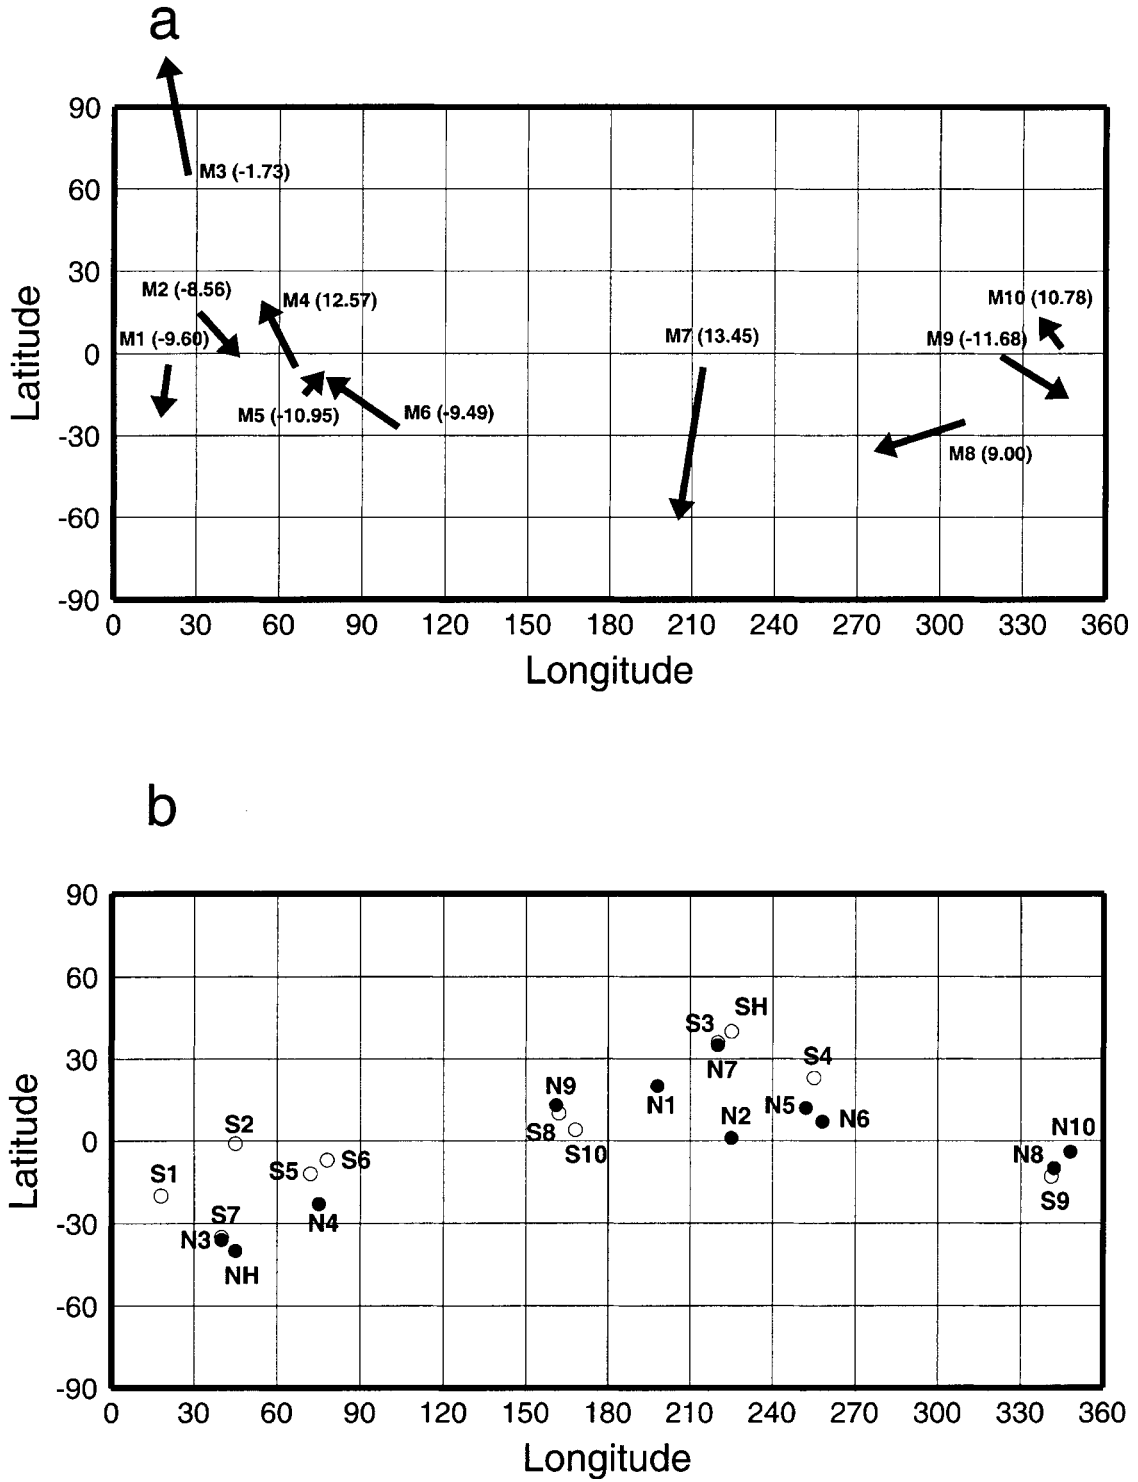 a
90
M3 (-1.73)
60
30
M2 (-8.56)
M4 (12.57)
M10 (10.78)
M1 (-9.60)
M7 (13.45)
M9 (-11.68)
0
M5 (-10.95)
M6 (-9.49)
-30
M8 (9.00)
-60
-90
Latitude
0 30 60 90 120 150 180 210 240 270 300 330 360
Longitude
b
90
60
SH
S3
30
N7
S4
N9
N1
N5
N6
N2
S8
S10
S2
0
N10
N8
S6
S5
S1
S9
S7
N4
-30
N3
NH
-60
-90
Latitude
0 30 60 90 120 150 180 210 240 270 300 330 360
Longitude